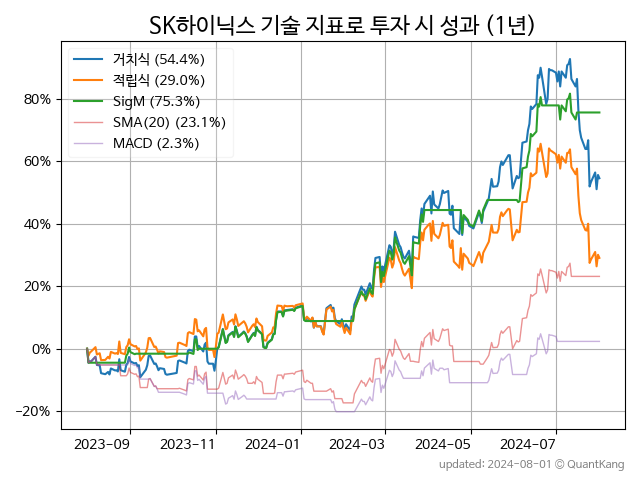 SK하이닉스 기술 지표로 투자 시 성과 (1년)
거치식 (54.4%)
적립식 (29.0%)
SigM (75.3%)
SMA(20) (23.1%)
MACD (2.3%)
80%
60%
40%
20%
0%
−20%
2023-09 2023-11 2024-01 2024-03 2024-05 2024-07
updated: 2024-08-01 © QuantKang